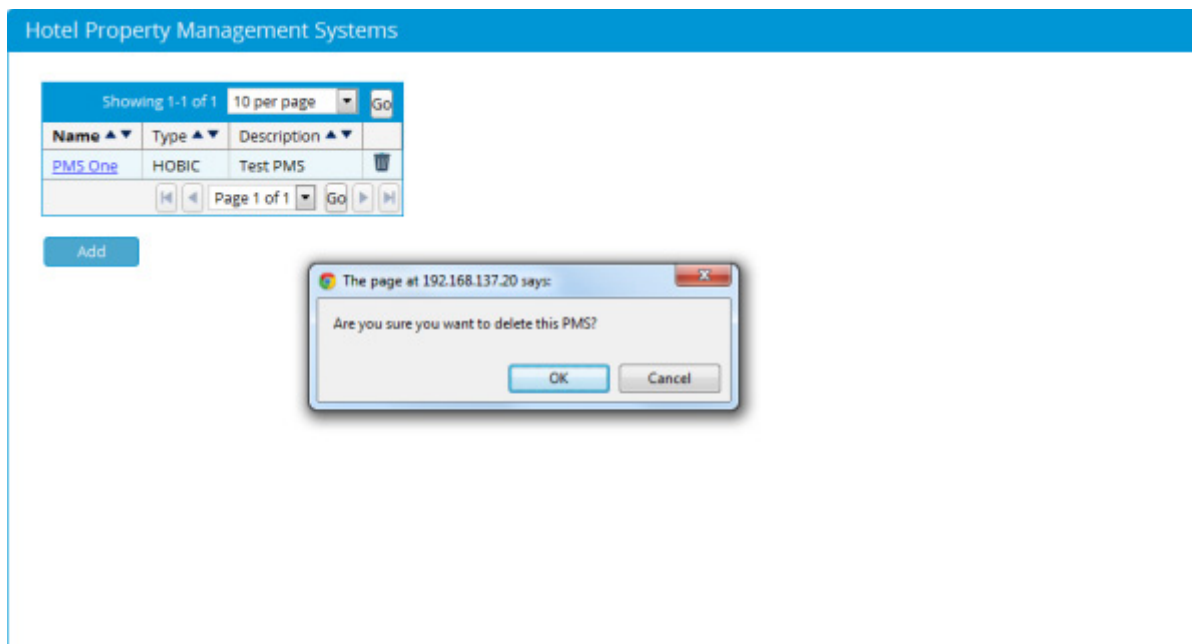 Hotel Property Management Systems
Showing 1-1 of 1 10 per page Go
Name Type Description
PMS One HOBIC Test PMS
Page 1 of 1 Go
Add
The page at 192.168.137.20 says:
Are you sure you want to delete this PMS?
OK Cancel